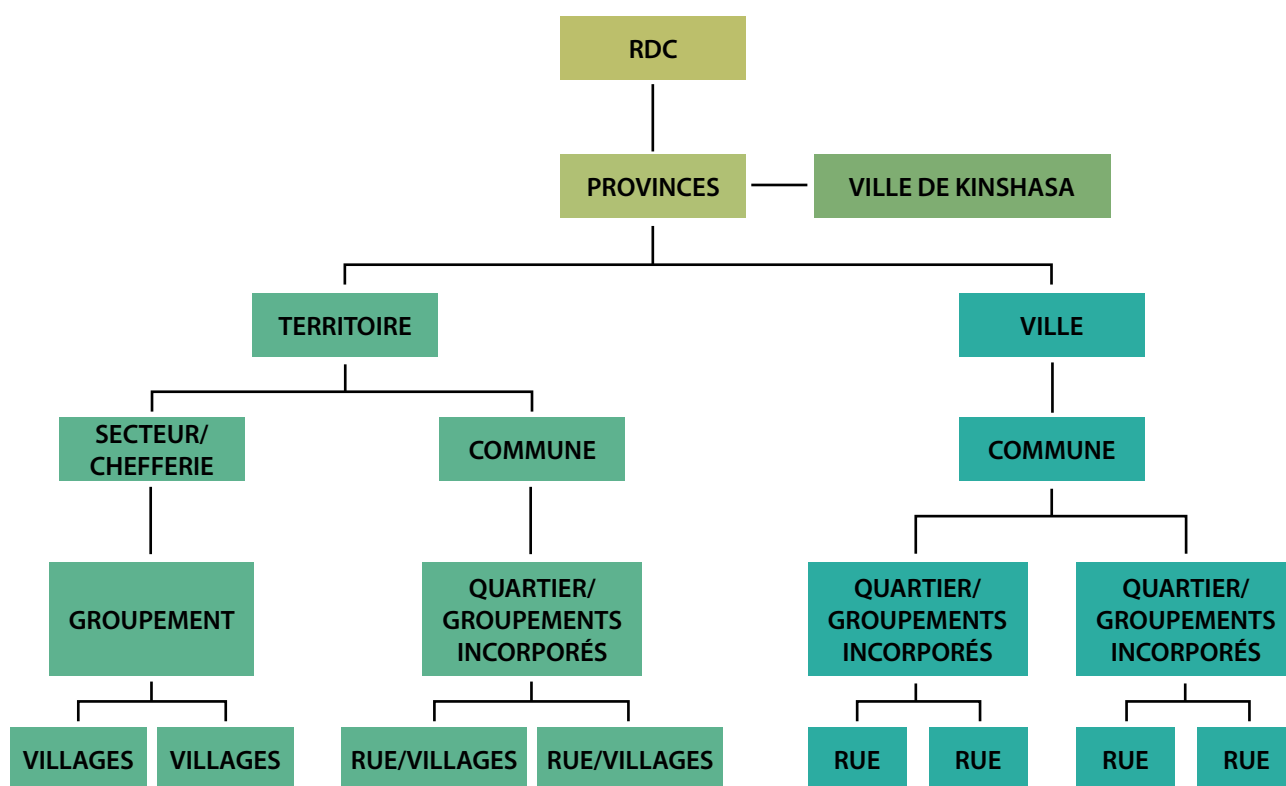 RDC
PROVINCES
VILLE DE KINSHASA
TERRITOIRE
VILLE
SECTEUR/
CHEFFERIE
COMMUNE
COMMUNE
GROUPEMENT
QUARTIER/
GROUPEMENTS
INCORPORÉS
QUARTIER/
GROUPEMENTS
INCORPORÉS
QUARTIER/
GROUPEMENTS
INCORPORÉS
VILLAGES
VILLAGES
RUE/VILLAGES
RUE/VILLAGES
RUE
RUE
RUE
RUE